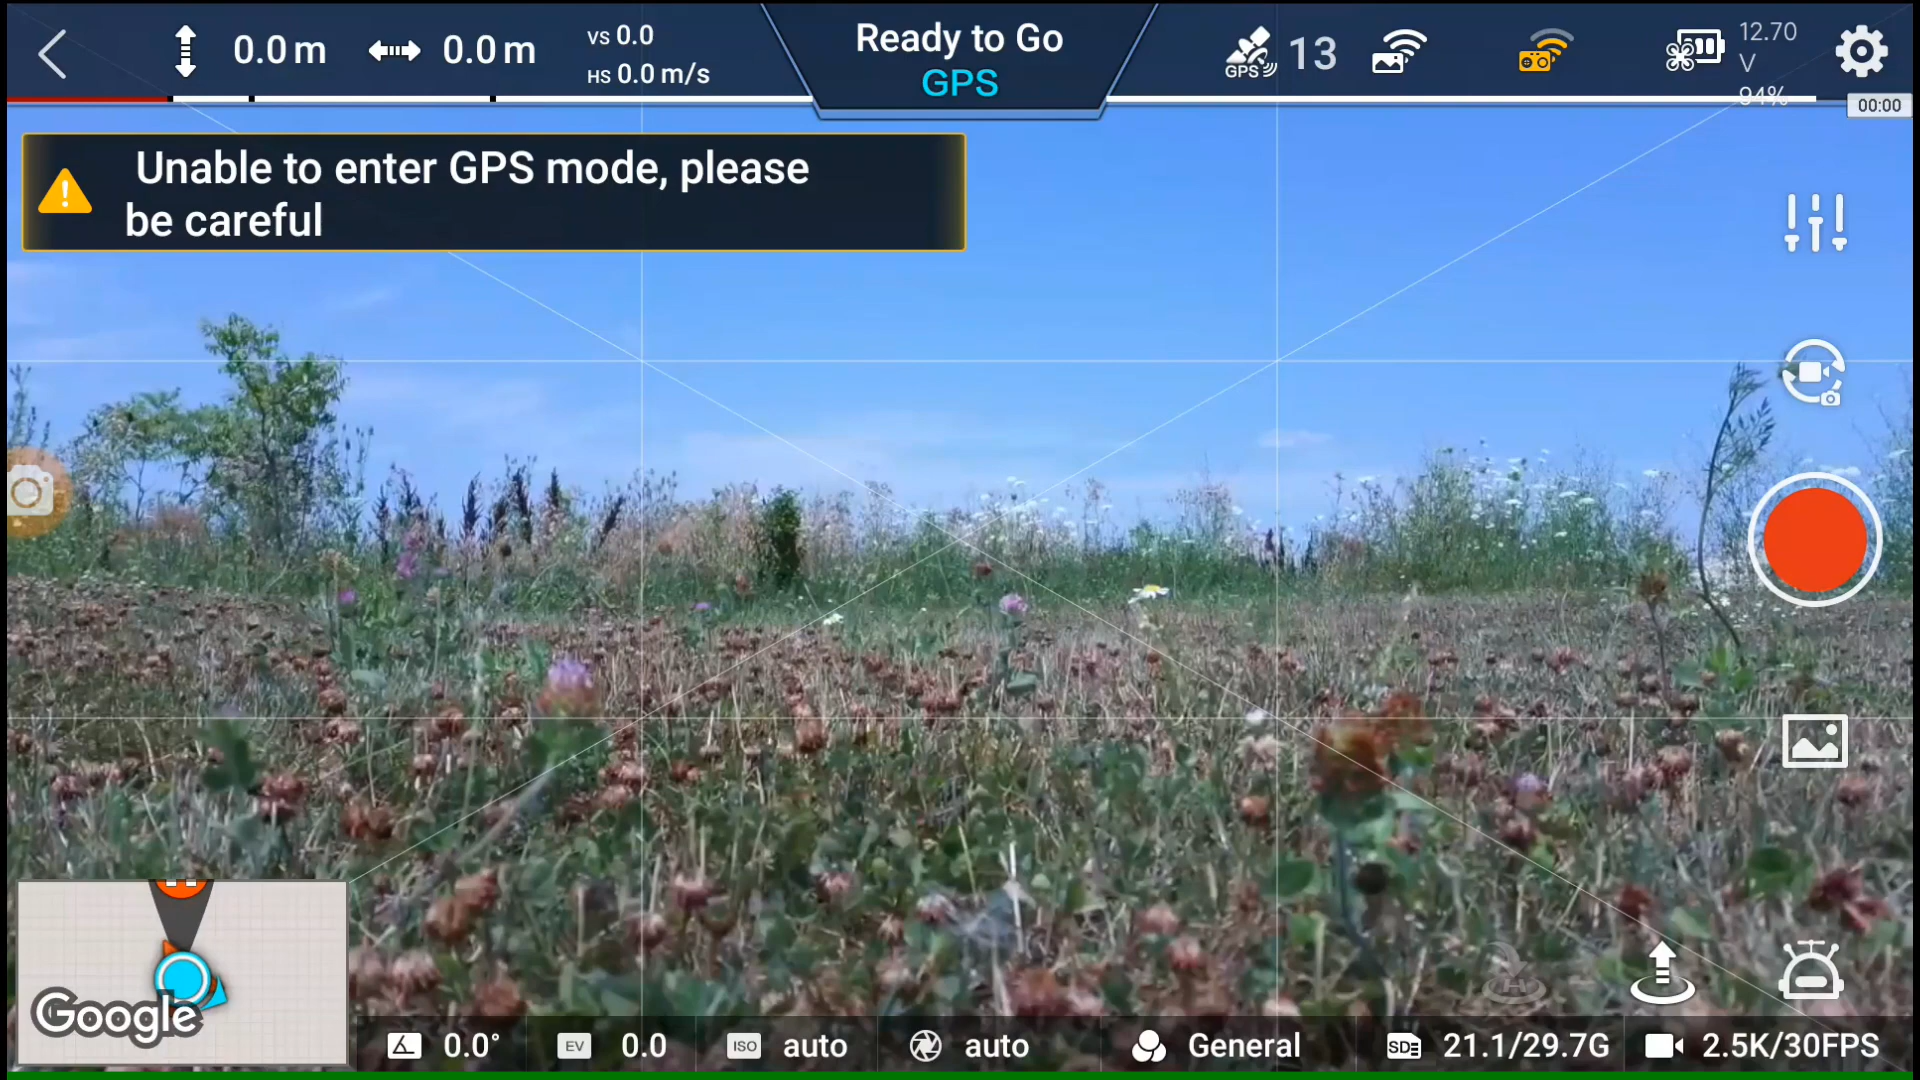 0.0 m
0.0 m
VS 0.0
HS 0.0 m/s
Ready to Go
GPS
GPS
13
12.70
V
94%
00:00
Unable to enter GPS mode, please
be careful
H
Google
0.0°
EV
0.0
ISO
auto
auto
General
SD
21.1/29.7G
2.5K/30FPS